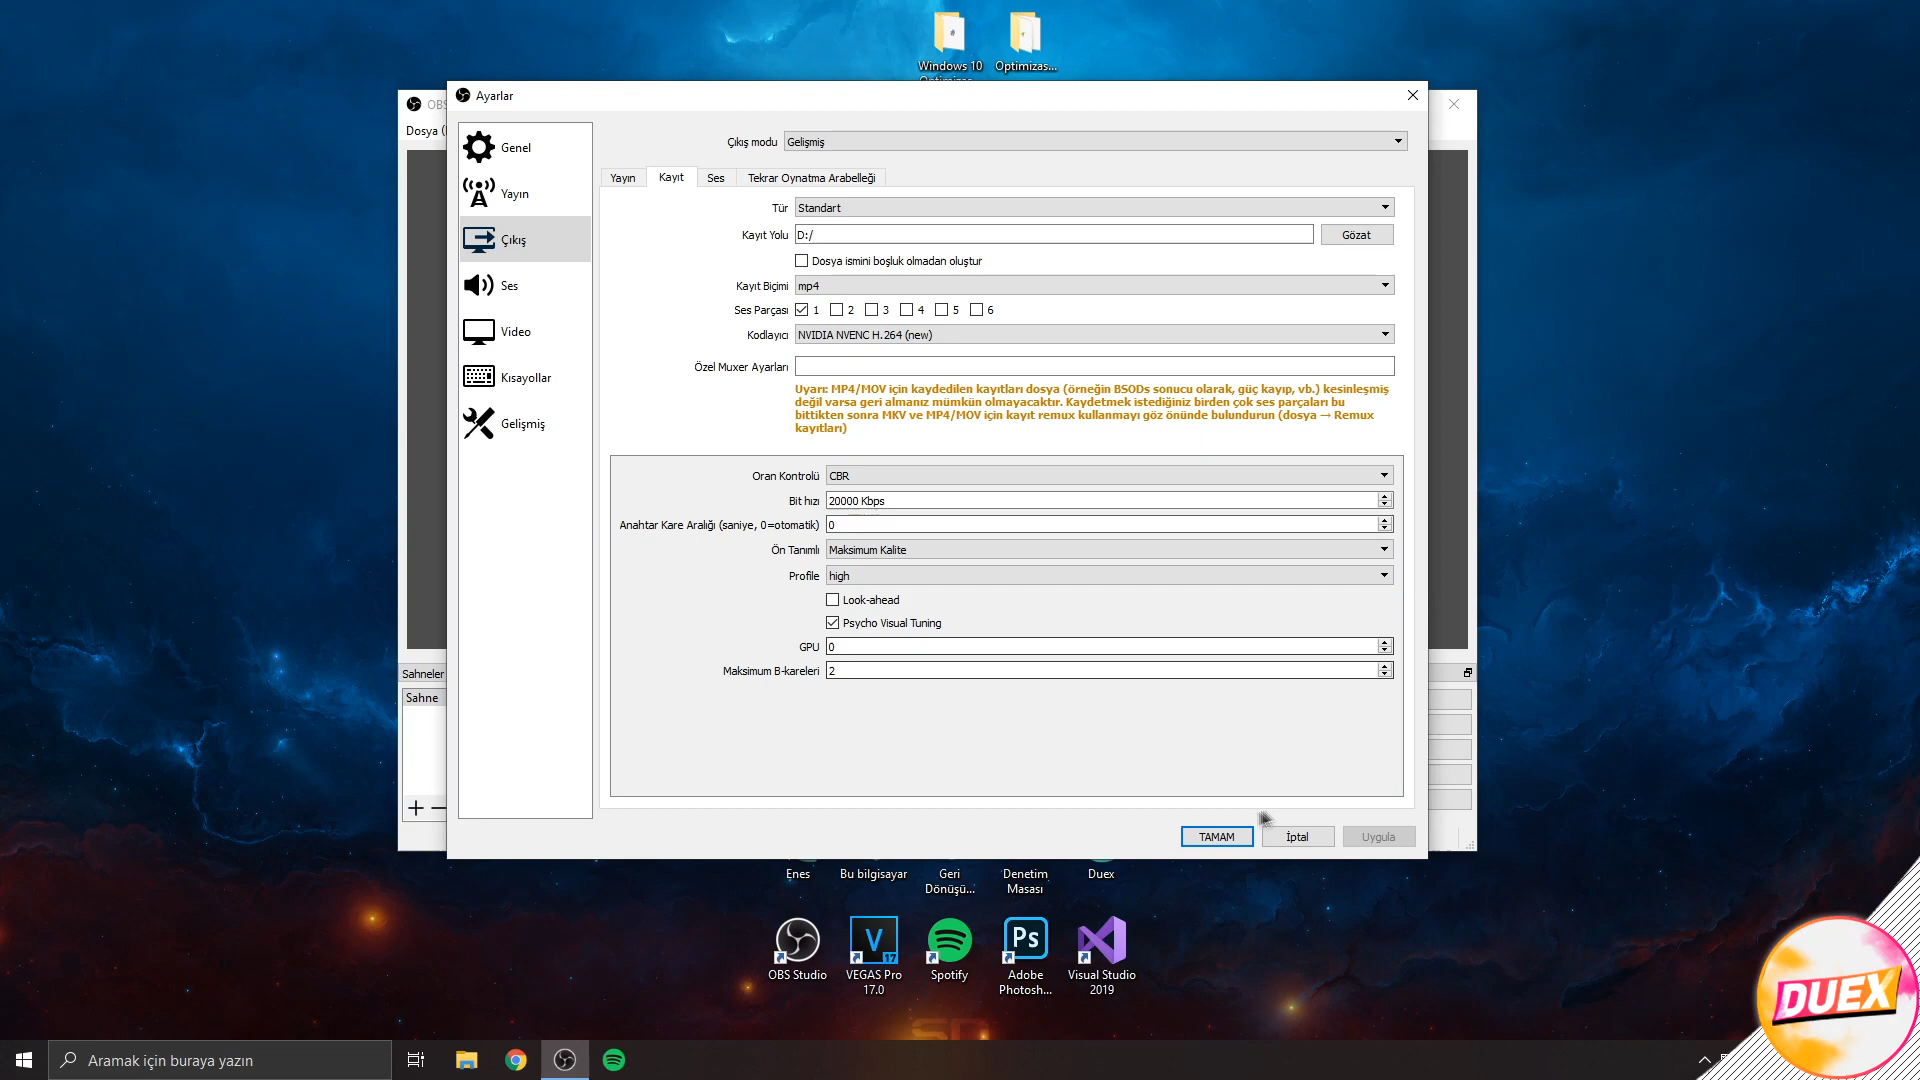 Windows 10
Optimizas...
OBS
Ayarlar
Dosya (
Genel
Yayın
Çıkış
Ses
Video
Kısayollar
Gelişmiş
Çıkış modu Gelişmiş
Yayın Kayıt Ses Tekrar Oynatma Arabelleği
Tür Standart
Kayıt Yolu D:/ Gözat
Dosya ismini boşluk olmadan oluştur
Kayıt Biçimi mp4
Ses Parçası 1 2 3 4 5 6
Kodlayıcı NVIDIA NVENC H.264 (new)
Özel Muxer Ayarları
Uyarı: MP4/MOV için kaydedilen kayıtları dosya (örneğin BSODs sonucu olarak, güç kayıp, vb.) kesinleşmiş
değil varsa geri almanız mümkün olmayacaktır. Kaydetmek istediğiniz birden çok ses parçaları bu
bittikten sonra MKV ve MP4/MOV için kayıt remux kullanmayı göz önünde bulundurun (dosya → Remux
kayıtları)
Oran Kontrolü CBR
Bit hızı 20000 Kbps
Anahtar Kare Aralığı (saniye, 0=otomatik) 0
Ön Tanımlı Maksimum Kalite
Profile high
Look-ahead
Psycho Visual Tuning
GPU 0
Maksimum B-kareleri 2
Sahneler
Sahne
TAMAM İptal Uygula
Enes
Bu bilgisayar
Geri
Dönüşü...
Denetim
Masası
Duex
OBS Studio
VEGAS Pro
17.0
Spotify
Adobe
Photosh...
Visual Studio
2019
V
17
Ps
DUEX
Aramak için buraya yazın